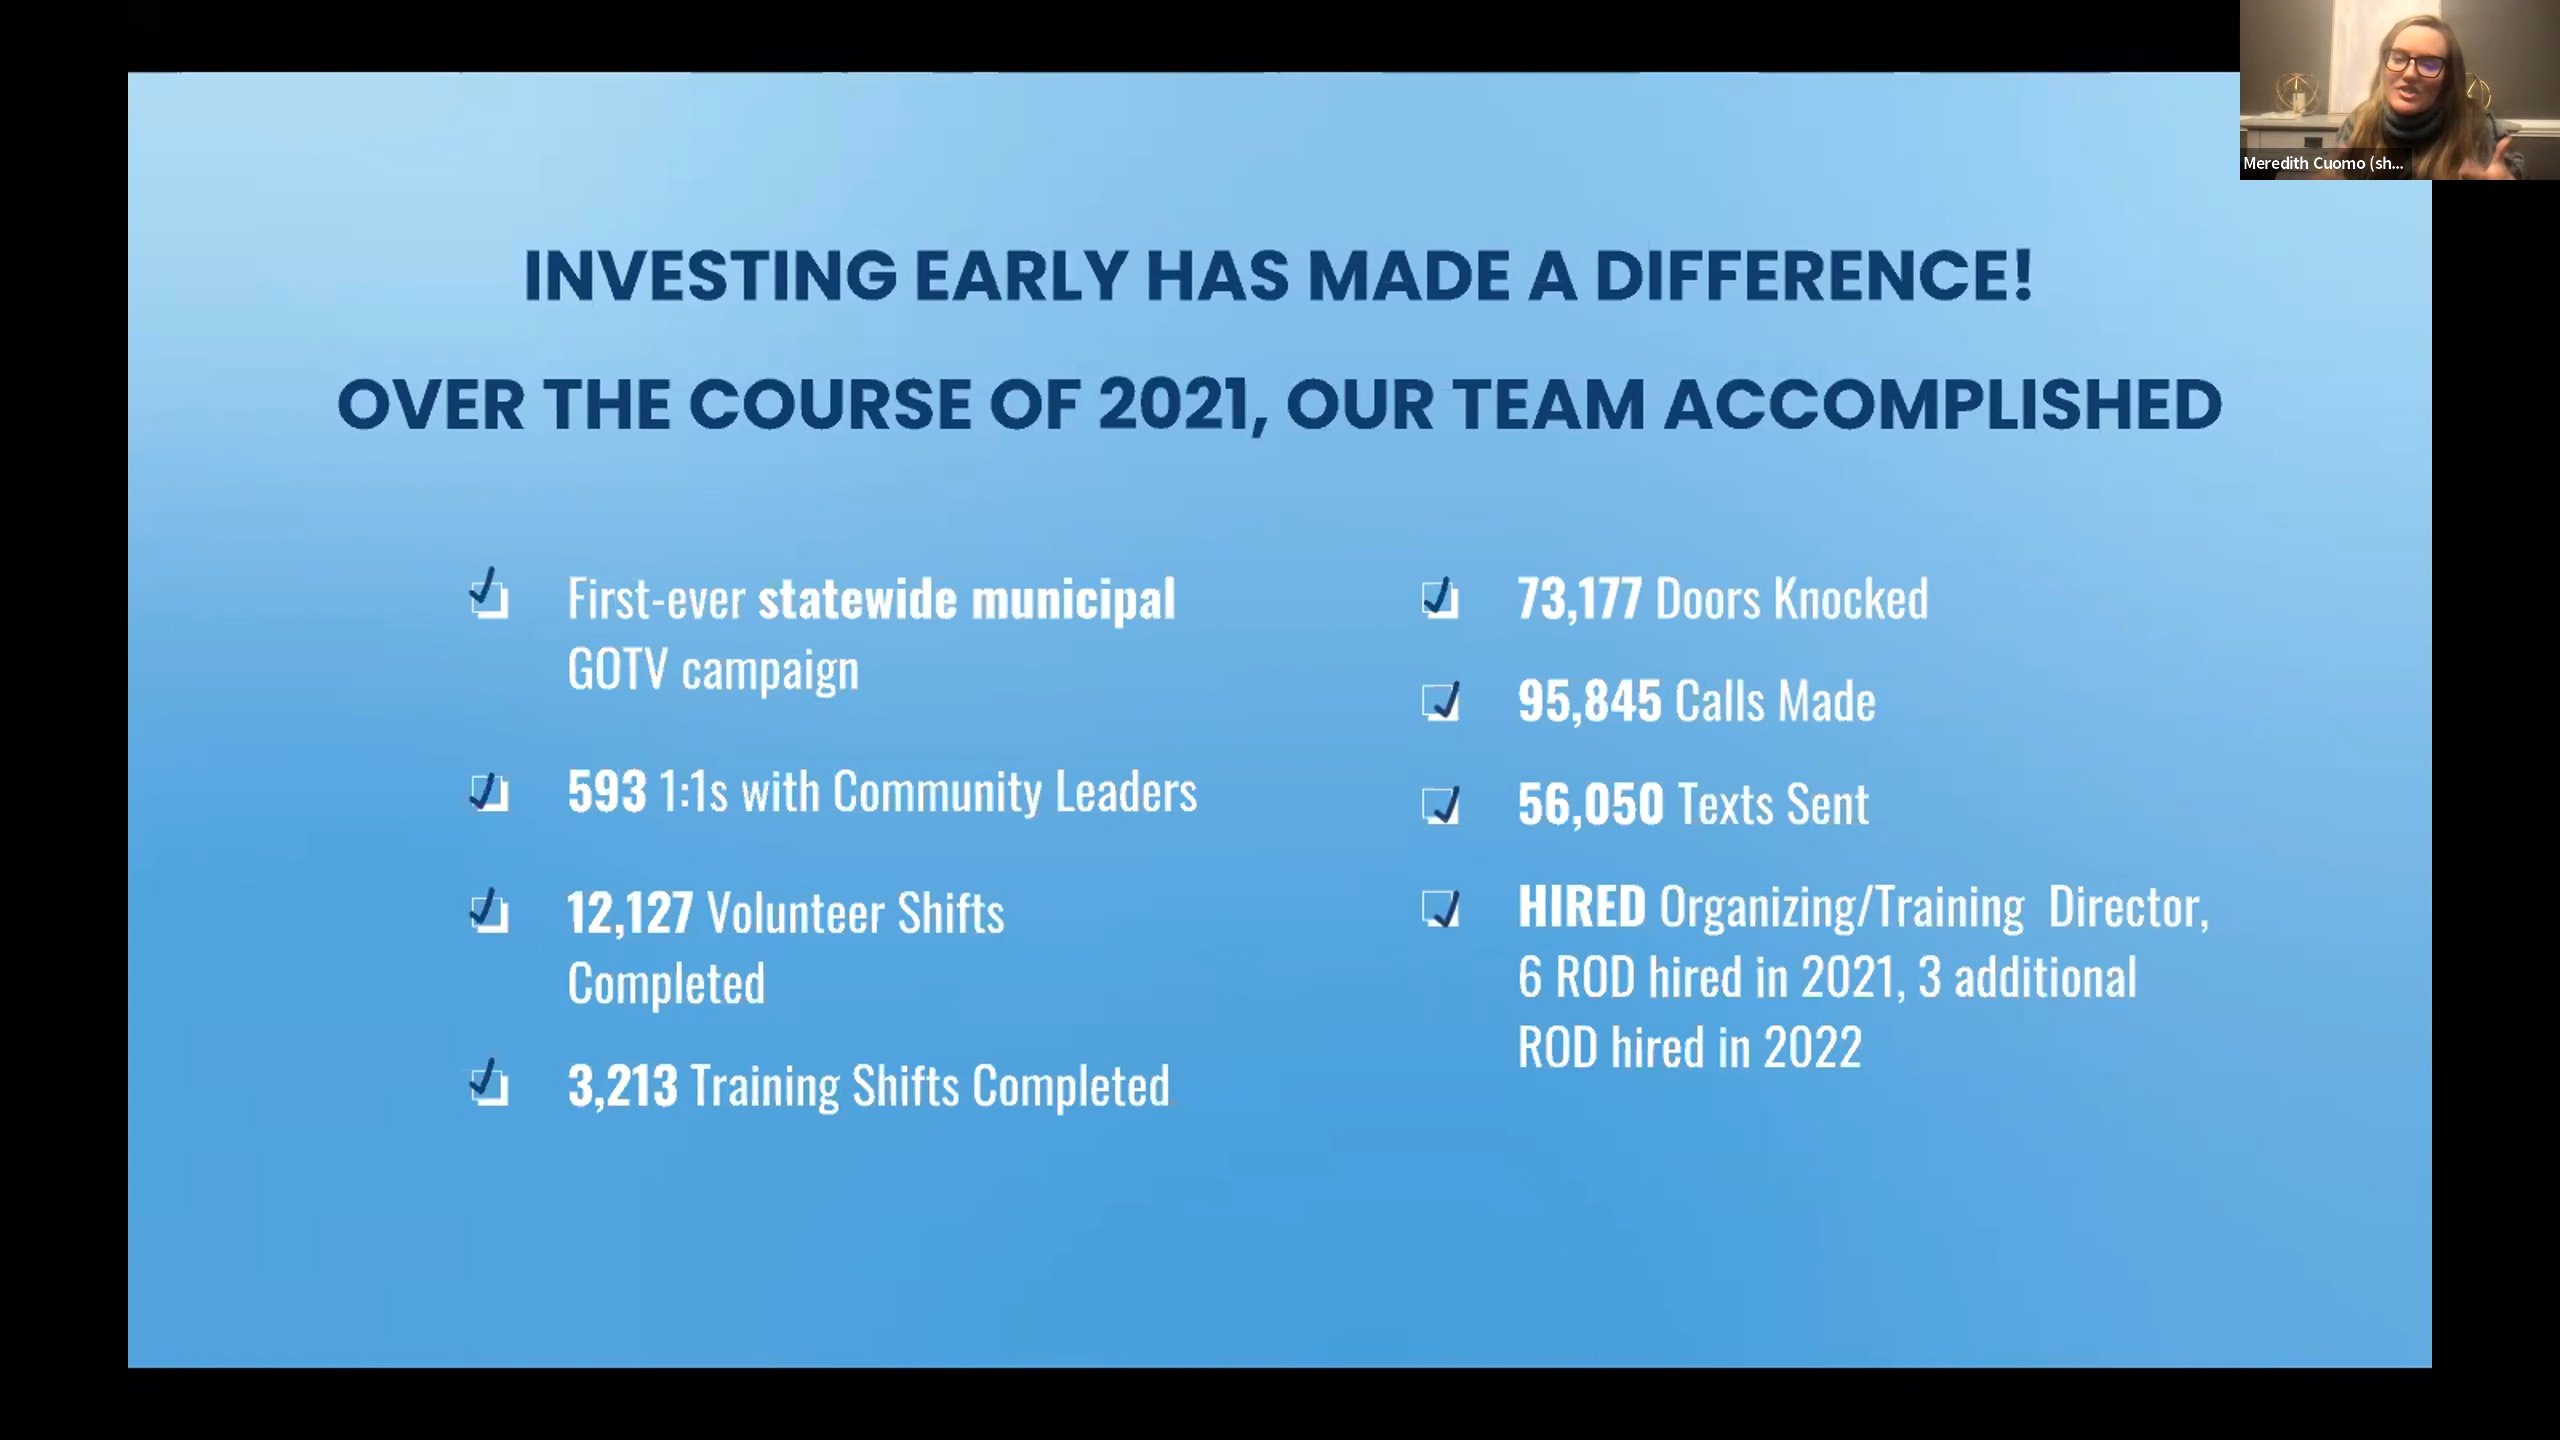 Meredith Cuomo (sh...
INVESTING EARLY HAS MADE A DIFFERENCE!
OVER THE COURSE OF 2021, OUR TEAM ACCOMPLISHED
First-ever statewide municipal
GOTV campaign
593 1:1s with Community Leaders
12,127 Volunteer Shifts
Completed
3,213 Training Shifts Completed
73,177 Doors Knocked
95,845 Calls Made
56,050 Texts Sent
HIRED Organizing/Training Director,
6 ROD hired in 2021, 3 additional
ROD hired in 2022